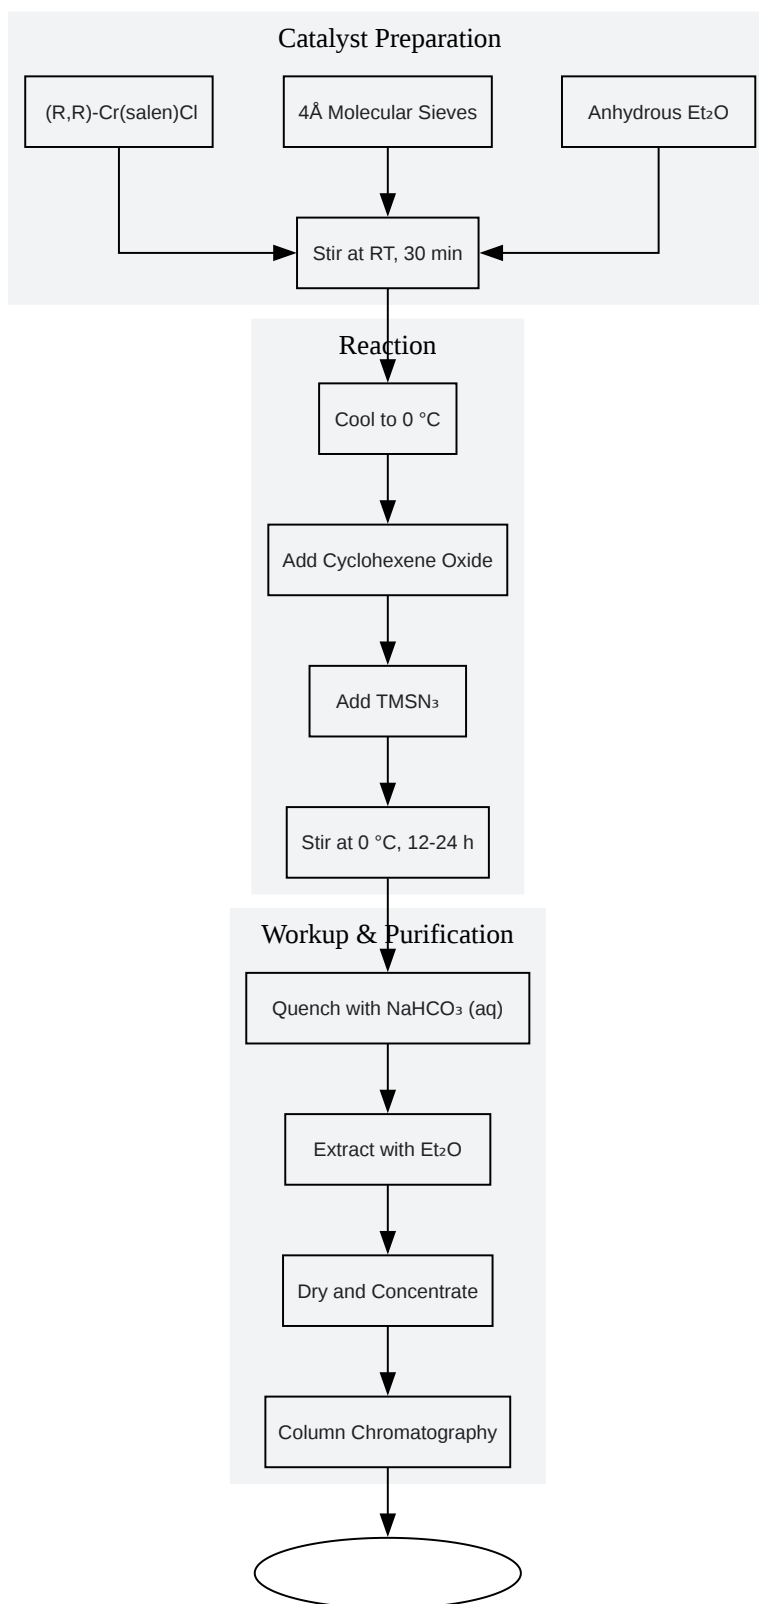 Catalyst Preparation
(R,R)-Cr(salen)Cl
4Å Molecular Sieves
Anhydrous Et₂O
Stir at RT, 30 min
Reaction
Cool to 0 °C
Add Cyclohexene Oxide
Add TMSN₃
Stir at 0 °C, 12-24 h
Workup & Purification
Quench with NaHCO₃ (aq)
Extract with Et₂O
Dry and Concentrate
Column Chromatography